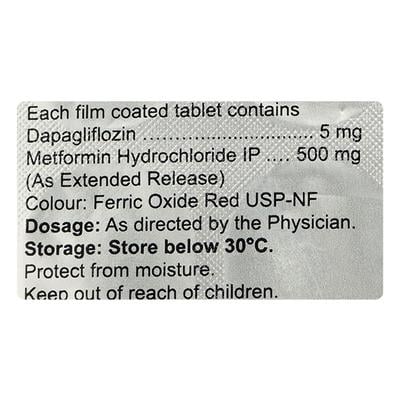 Each film coated tablet contains
Dapagliflozin ........................... 5 mg
Metformin Hydrochloride IP .... 500 mg
(As Extended Release)
Colour: Ferric Oxide Red USP-NF
Dosage: As directed by the Physician.
Storage: Store below 30°C.
Protect from moisture.
Keep out of reach of children.